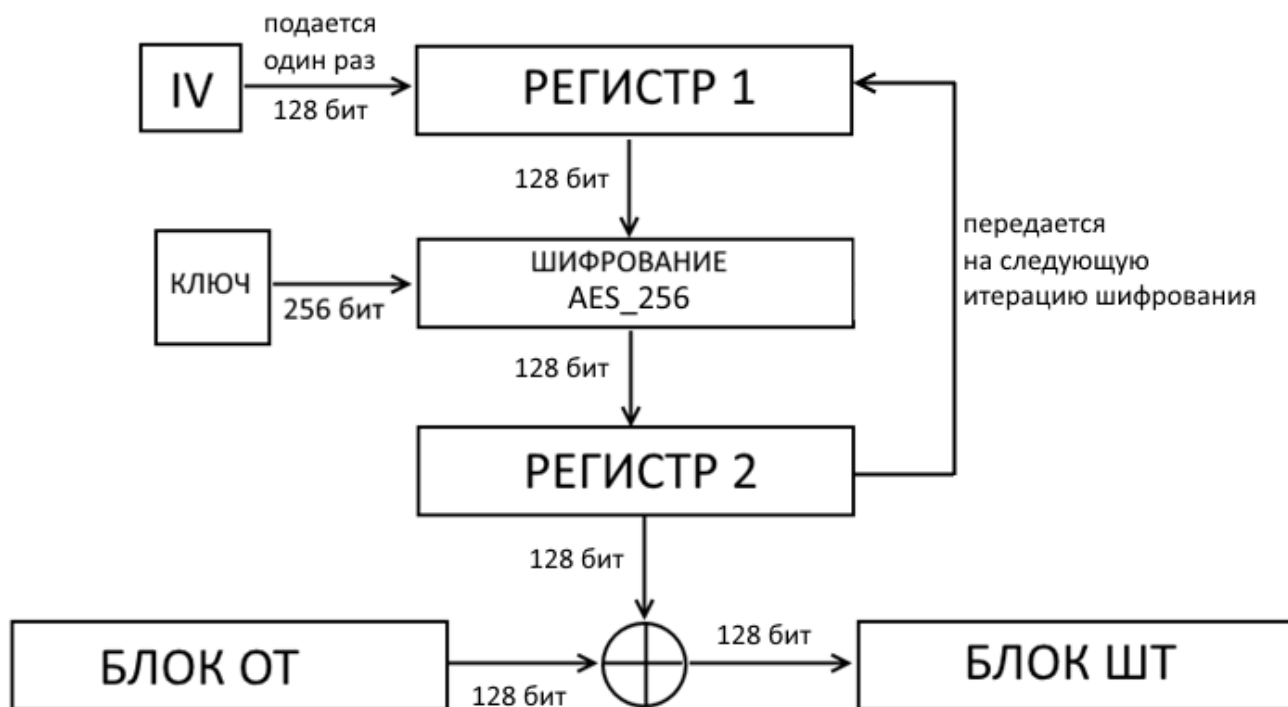 подается
один раз
IV
128 бит
РЕГИСТР 1
128 бит
передается
на следующую
итерацию шифрования
КЛЮЧ
256 бит
ШИФРОВАНИЕ
AES_256
128 бит
РЕГИСТР 2
128 бит
БЛОК ОТ
128 бит
128 бит
БЛОК ШТ